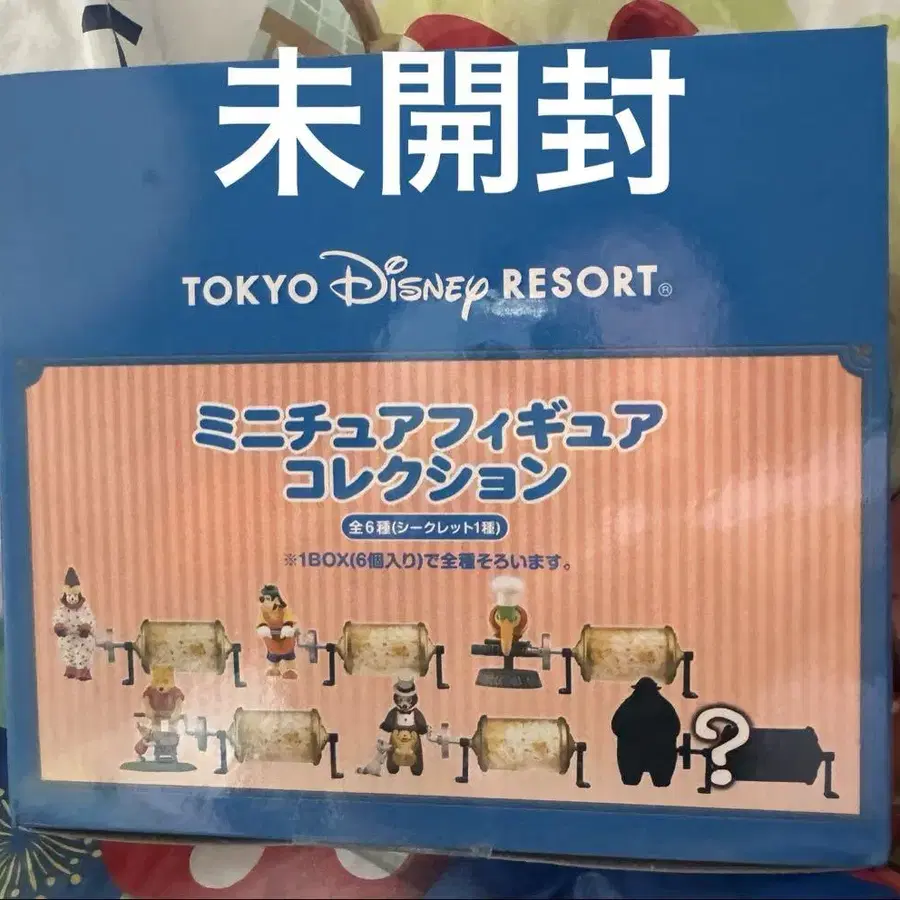 未開封
TOKYO Disney RESORT®
ミニチュアフィギュア
コレクション
全6種(シークレット1種)
※1BOX(6個入り)で全種そろいます。
?